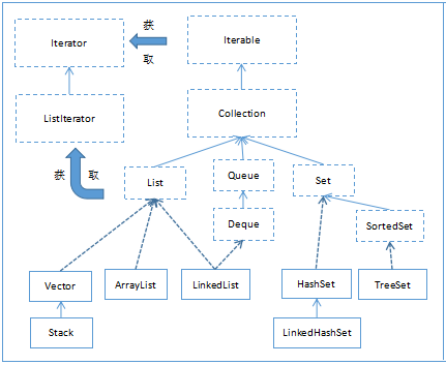 获
Iterator
Iterable
取
ListIterator
Collection
获 取
List
Queue
Set
Deque
SortedSet
Vector
ArrayList
LinkedList
HashSet
TreeSet
Stack
LinkedHashSet